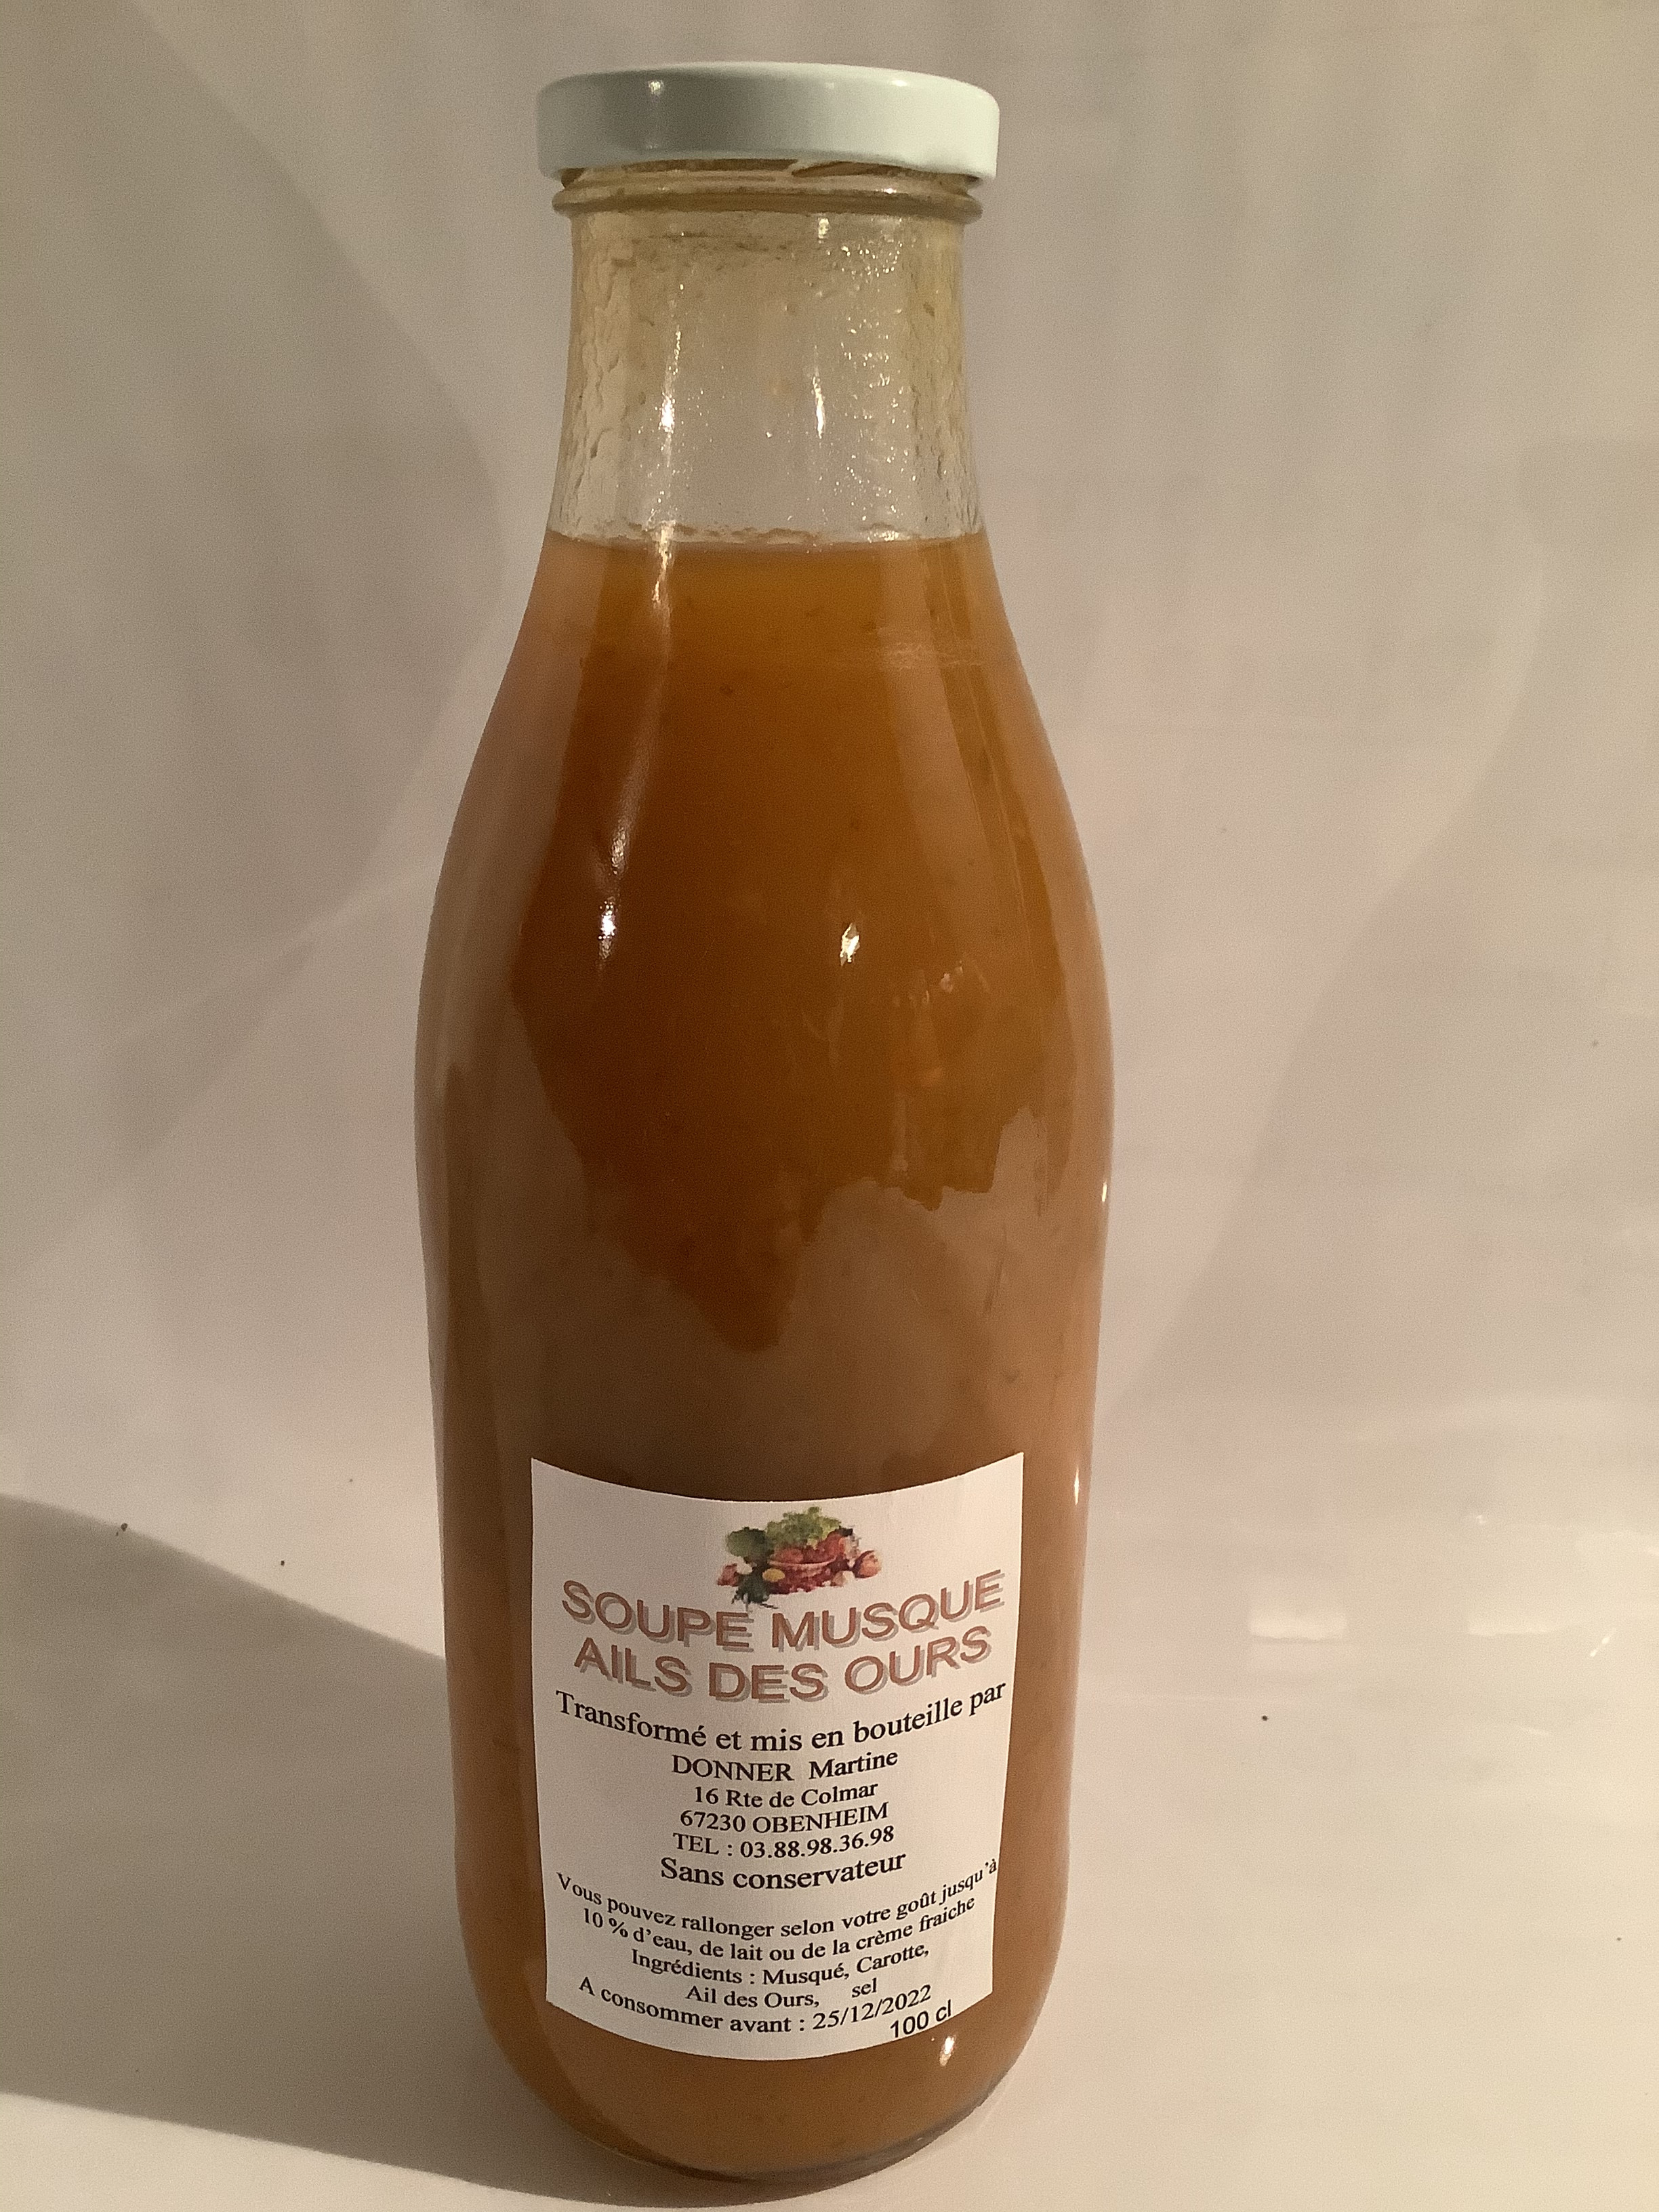 SOUPE MUSQUE
AILS DES OURS
Transformé et mis en bouteille par
DONNER Martine
16 Rte de Colmar
67230 OBENHEIM
TEL : 03.88.98.36.98
Sans conservateur
Vous pouvez rallonger selon votre goût jusqu'à
10 % d'eau, de lait ou de la crème fraiche
Ingrédients : Musqué, Carotte,
Ail des Ours, sel
A consommer avant : 25/12/2022
100 cl